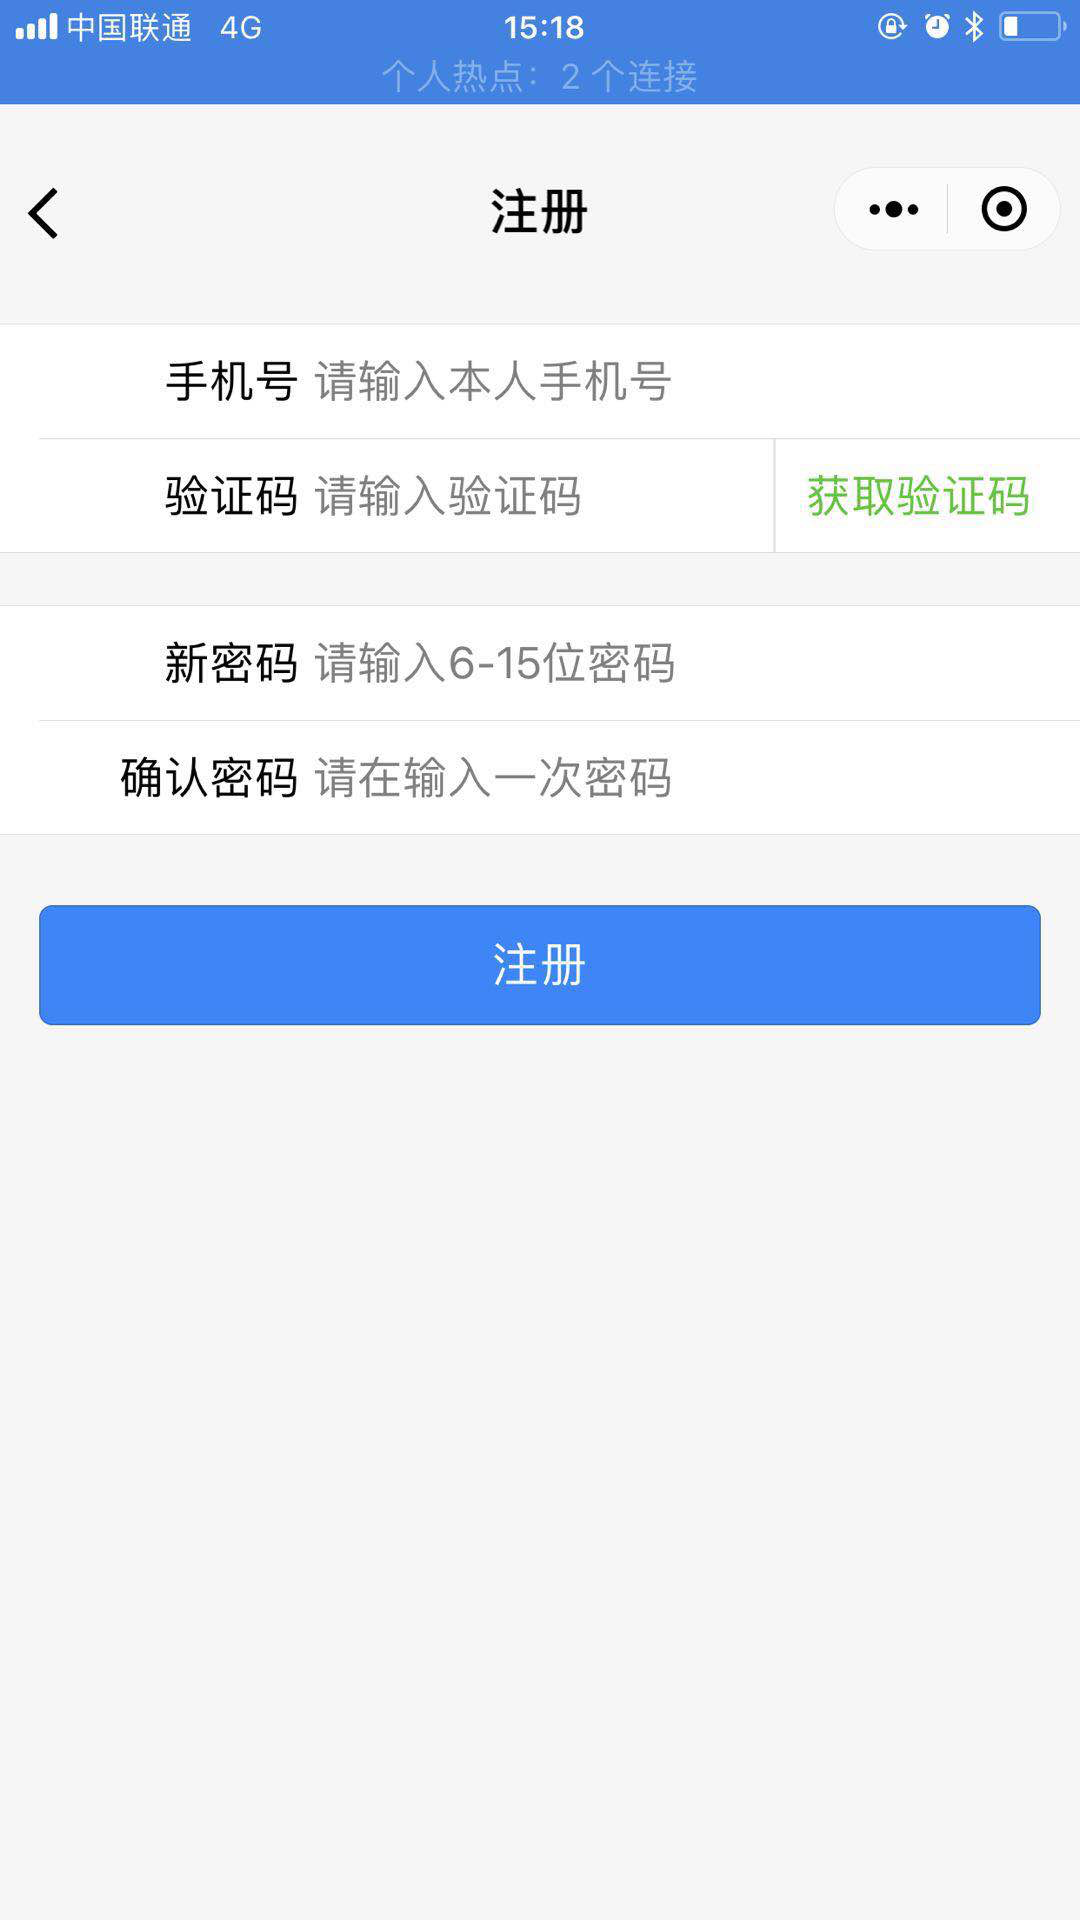 中国联通 4G 15:18
个人热点：2 个连接
注册
手机号 请输入本人手机号
验证码 请输入验证码 获取验证码
新密码 请输入6-15位密码
确认密码 请在输入一次密码
注册